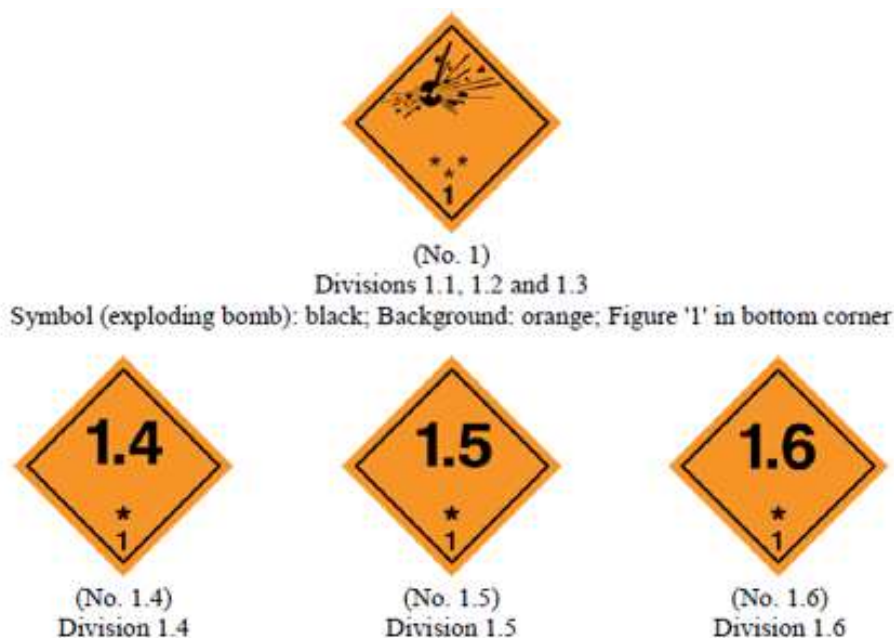 * *
*
1
(No. 1)
Divisions 1.1, 1.2 and 1.3
Symbol (exploding bomb): black; Background: orange; Figure '1' in bottom corner
1.4
*
1
1.5
*
1
1.6
*
1
(No. 1.4) (No. 1.5) (No. 1.6)
Division 1.4 Division 1.5 Division 1.6